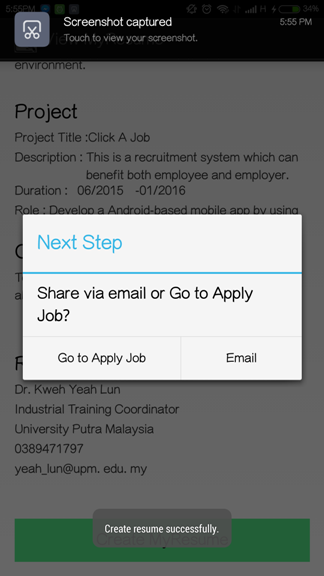 5:55PM
34%
Screenshot captured
5:55 PM
Touch to view your screenshot.
environment.
Project
Project Title :Click A Job
Description : This is a recruitment system which can
benefit both employee and employer.
Duration : 06/2015 -01/2016
Role : Develop a Android-based mobile app by using
Next Step
Share via email or Go to Apply
Job?
Go to Apply Job
Email
Dr. Kweh Yeah Lun
Industrial Training Coordinator
University Putra Malaysia
0389471797
yeah_lun@upm. edu. my
Create resume successfully.
Create MyResume